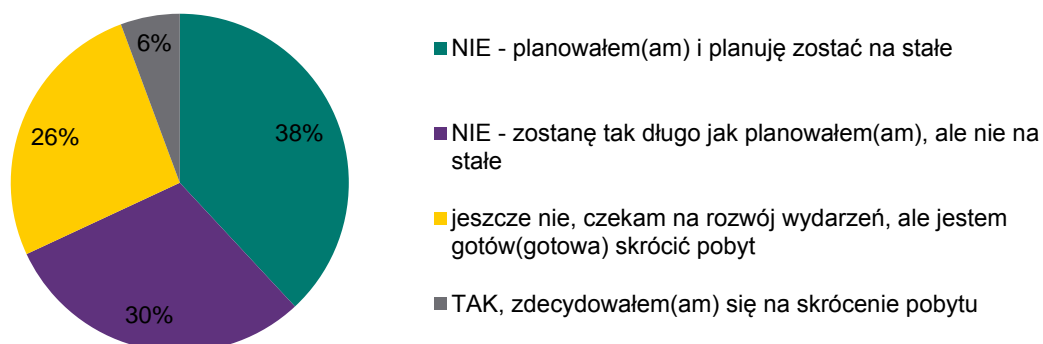 6%
26%
38%
30%
NIE - planowałem(am) i planuję zostać na stałe
NIE - zostanę tak długo jak planowałem(am), ale nie na
stałe
jeszcze nie, czekam na rozwój wydarzeń, ale jestem
gotów(gotowa) skrócić pobyt
TAK, zdecydowałem(am) się na skrócenie pobytu